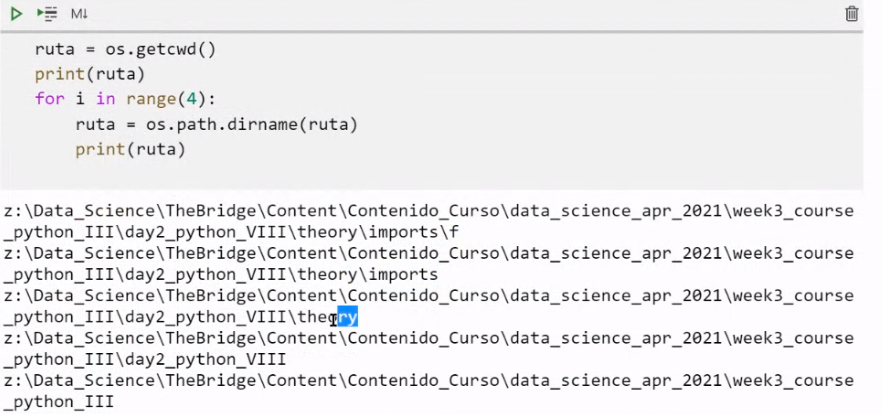 M↓
ruta = os.getcwd()
print(ruta)
for i in range(4):
    ruta = os.path.dirname(ruta)
    print(ruta)
z:\Data_Science\TheBridge\Content\Contenido_Curso\data_science_apr_2021\week3_course
_python_III\day2_python_VIII\theory\imports\f
z:\Data_Science\TheBridge\Content\Contenido_Curso\data_science_apr_2021\week3_course
_python_III\day2_python_VIII\theory\imports
z:\Data_Science\TheBridge\Content\Contenido_Curso\data_science_apr_2021\week3_course
_python_III\day2_python_VIII\theory
z:\Data_Science\TheBridge\Content\Contenido_Curso\data_science_apr_2021\week3_course
_python_III\day2_python_VIII
z:\Data_Science\TheBridge\Content\Contenido_Curso\data_science_apr_2021\week3_course
_python_III